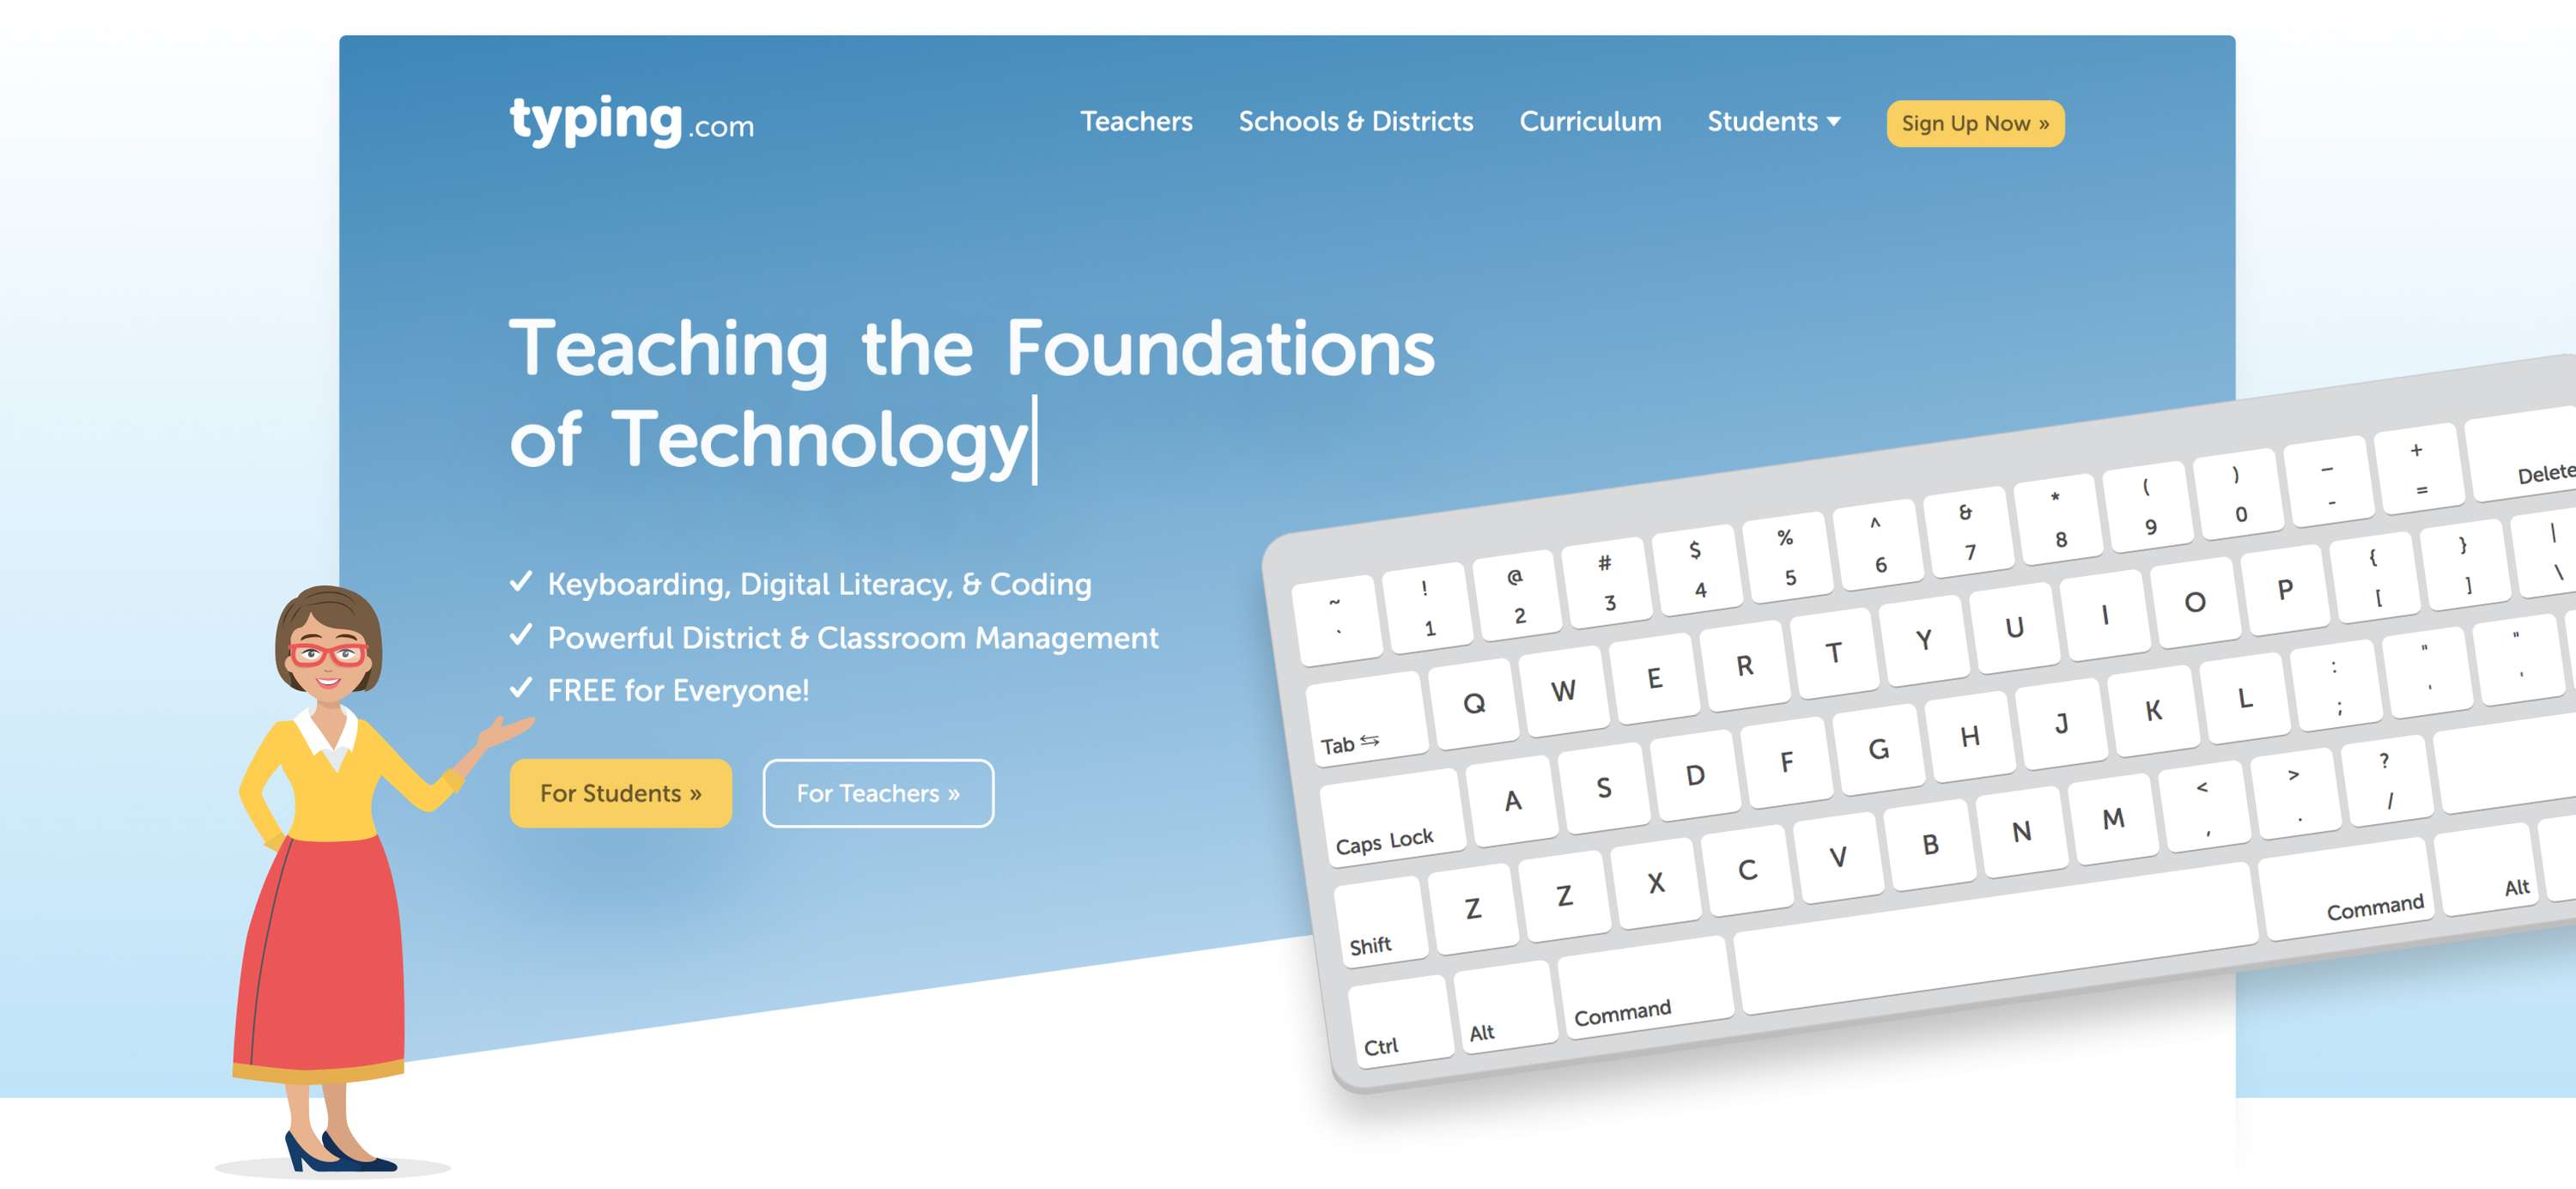 typing.com
Teachers Schools & Districts Curriculum Students Sign Up Now »
Teaching the Foundations
of Technology
Keyboarding, Digital Literacy, & Coding
Powerful District & Classroom Management
FREE for Everyone!
For Students » For Teachers »
~ ! @ # $ % ^ & * ( ) _ +
` 1 2 3 4 5 6 7 8 9 0 - = Delete
Tab Q W E R T Y U I O P { [ } ] | \
Caps Lock A S D F G H J K L : ; " ' " '
Shift Z Z X C V B N M < , > . ? /
Ctrl Alt Command Command Alt